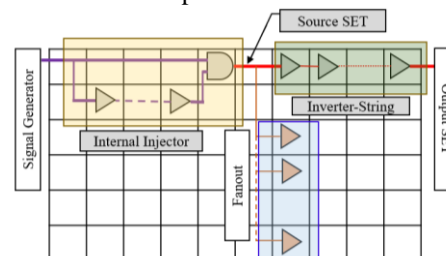 Source SET
Signal Generator
Internal Injector
Inverter-String
Fanout